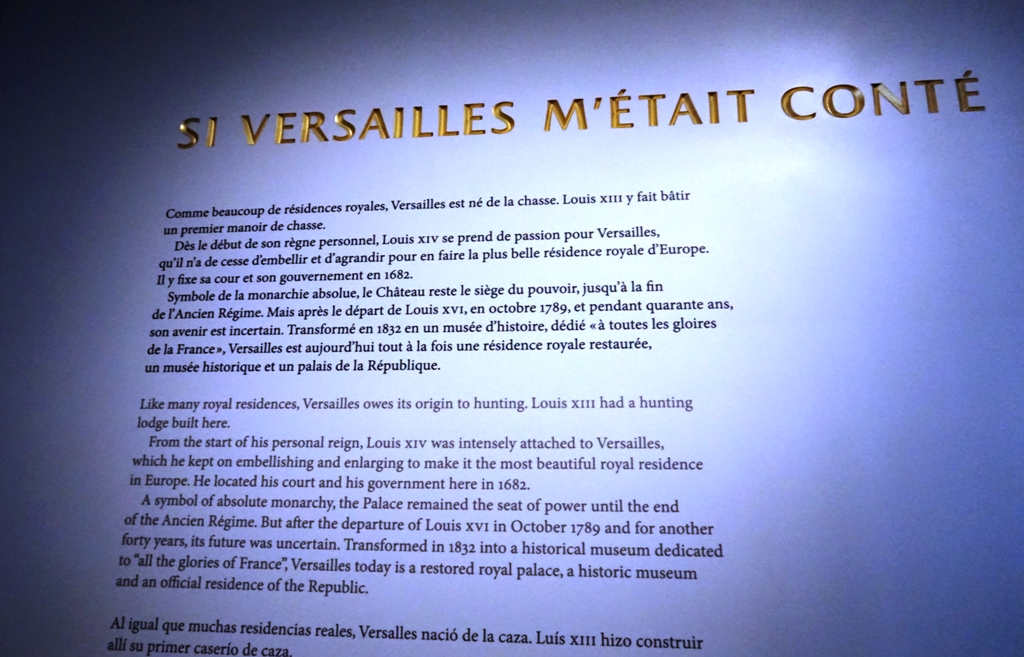 SI VERSAILLES M'ÉTAIT CONTÉ
Comme beaucoup de résidences royales, Versailles est né de la chasse. Louis XIII y fait bâtir
un premier manoir de chasse.
Dès le début de son règne personnel, Louis XIV se prend de passion pour Versailles,
qu'il n'a de cesse d'embellir et d'agrandir pour en faire la plus belle résidence royale d'Europe.
Il y fixe sa cour et son gouvernement en 1682.
Symbole de la monarchie absolue, le Château reste le siège du pouvoir, jusqu'à la fin
de l'Ancien Régime. Mais après le départ de Louis XVI, en octobre 1789, et pendant quarante ans,
son avenir est incertain. Transformé en 1832 en un musée d'histoire, dédié «à toutes les gloires
de la France», Versailles est aujourd'hui tout à la fois une résidence royale restaurée,
un musée historique et un palais de la République.
Like many royal residences, Versailles owes its origin to hunting. Louis XIII had a hunting
lodge built here.
From the start of his personal reign, Louis XIV was intensely attached to Versailles,
which he kept on embellishing and enlarging to make it the most beautiful royal residence
in Europe. He located his court and his government here in 1682.
A symbol of absolute monarchy, the Palace remained the seat of power until the end
of the Ancien Régime. But after the departure of Louis XVI in October 1789 and for another
forty years, its future was uncertain. Transformed in 1832 into a historical museum dedicated
to "all the glories of France", Versailles today is a restored royal palace, a historic museum
and an official residence of the Republic.
Al igual que muchas residencias reales, Versalles nació de la caza. Luís XIII hizo construir
allí su primer caserío de caza.